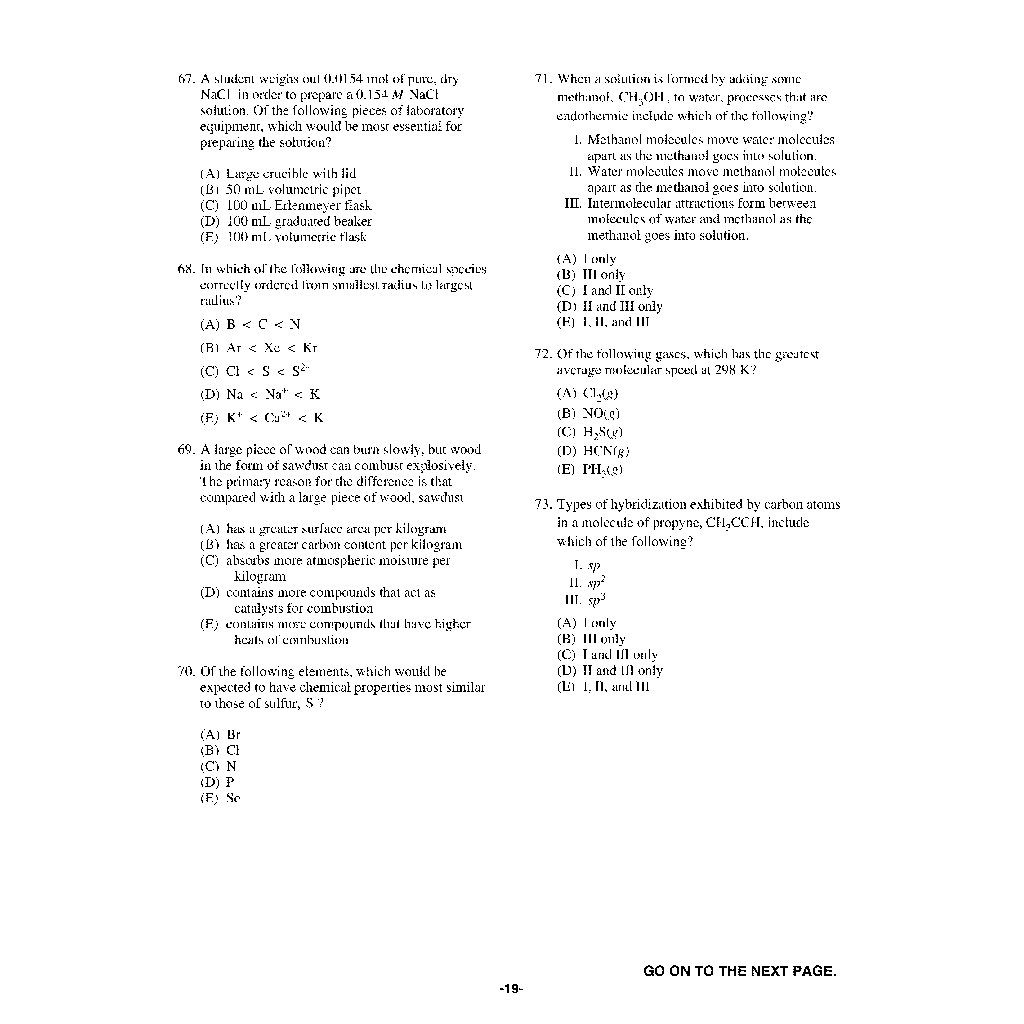 67. A student weighs out 0.0154 mol of pure, dry
NaCl in order to prepare a 0.154 M NaCl
solution. Of the following pieces of laboratory
equipment, which would be most essential for
preparing the solution?
(A) Large crucible with lid
(B) 50 mL volumetric pipet
(C) 100 mL Erlenmeyer flask
(D) 100 mL graduated beaker
(E) 100 mL volumetric flask
68. In which of the following are the chemical species
correctly ordered from smallest radius to largest
radius?
(A) B < C < N
(B) Ar < Xe < Kr
(C) Cl < S < S²⁻
(D) Na < Na⁺ < K
(E) K⁺ < Ca²⁺ < K
69. A large piece of wood can burn slowly, but wood
in the form of sawdust can combust explosively.
The primary reason for the difference is that
compared with a large piece of wood, sawdust
(A) has a greater surface area per kilogram
(B) has a greater carbon content per kilogram
(C) absorbs more atmospheric moisture per
kilogram
(D) contains more compounds that act as
catalysts for combustion
(E) contains more compounds that have higher
heats of combustion
70. Of the following elements, which would be
expected to have chemical properties most similar
to those of sulfur, S ?
(A) Br
(B) Cl
(C) N
(D) P
(E) Se
71. When a solution is formed by adding some
methanol, CH₃OH, to water, processes that are
endothermic include which of the following?
I. Methanol molecules move water molecules
apart as the methanol goes into solution.
II. Water molecules move methanol molecules
apart as the methanol goes into solution.
III. Intermolecular attractions form between
molecules of water and methanol as the
methanol goes into solution.
(A) I only
(B) III only
(C) I and II only
(D) II and III only
(E) I, II, and III
72. Of the following gases, which has the greatest
average molecular speed at 298 K?
(A) Cl₂(g)
(B) NO(g)
(C) H₂S(g)
(D) HCN(g)
(E) PH₃(g)
73. Types of hybridization exhibited by carbon atoms
in a molecule of propyne, CH₃CCH, include
which of the following?
I. sp
II. sp²
III. sp³
(A) I only
(B) III only
(C) I and III only
(D) II and III only
(E) I, II, and III
GO ON TO THE NEXT PAGE.
-19-